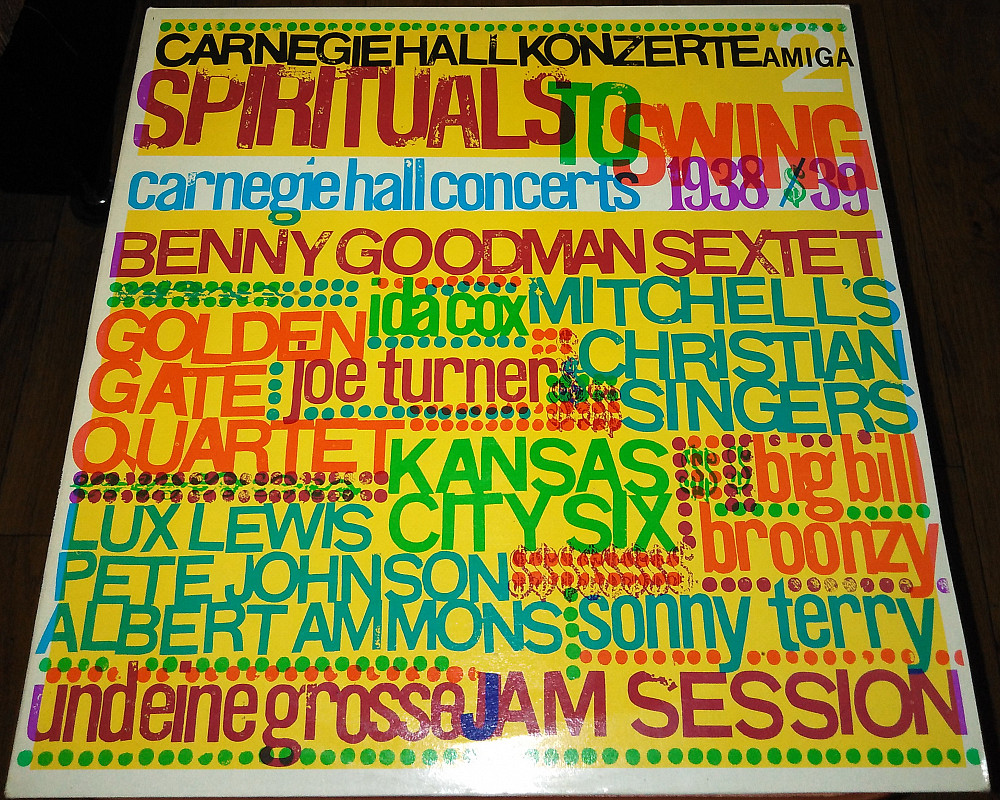 CARNEGIE HALL KONZERTE AMIGA 2
SPIRITUALS TO SWING
carnegie hall concerts 1938/39
BENNY GOODMAN SEXTET
GOLDEN
GATE
QUARTET
ida cox
joe turner
MITCHELL'S
CHRISTIAN
SINGERS
KANSAS
CITY SIX
big bill
broonzy
LUX LEWIS
PETE JOHNSON
ALBERT AMMONS
sonny terry
und eine grosse JAM SESSION